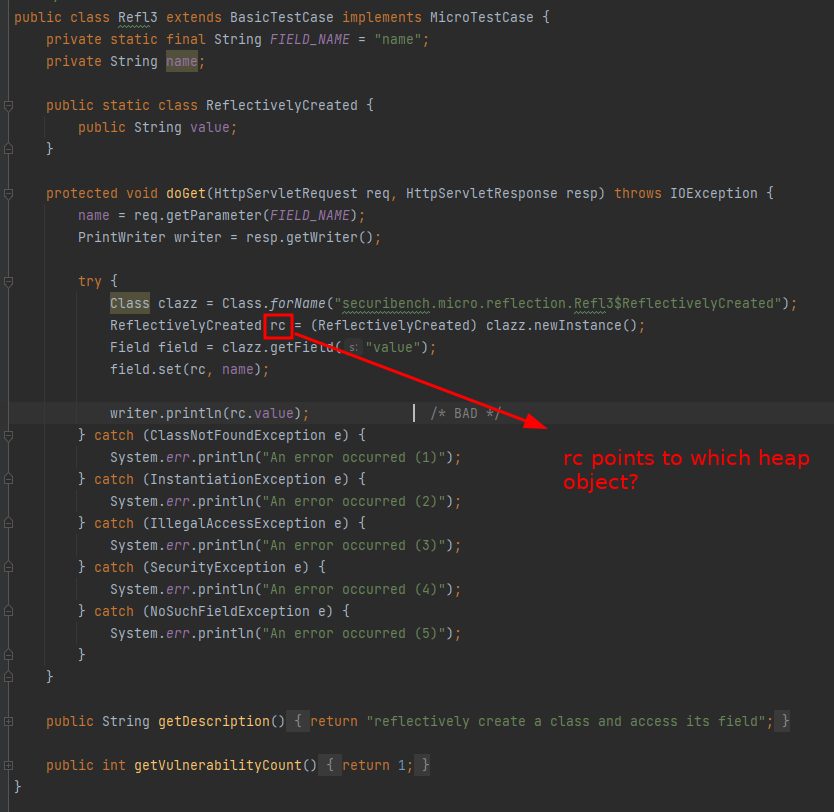 public class Refl3 extends BasicTestCase implements MicroTestCase {
    private static final String FIELD_NAME = "name";
    private String name;

    public static class ReflectivelyCreated {
        public String value;
    }

    protected void doGet(HttpServletRequest req, HttpServletResponse resp) throws IOException {
        name = req.getParameter(FIELD_NAME);
        PrintWriter writer = resp.getWriter();

        try {
            Class clazz = Class.forName("securibench.micro.reflection.Refl3$ReflectivelyCreated");
            ReflectivelyCreated rc = (ReflectivelyCreated) clazz.newInstance();
            Field field = clazz.getField( s: "value");
            field.set(rc, name);

            writer.println(rc.value);              /* BAD */
        } catch (ClassNotFoundException e) {
            System.err.println("An error occurred (1)");
rc points to which heap
object?
        } catch (InstantiationException e) {
            System.err.println("An error occurred (2)");
        } catch (IllegalAccessException e) {
            System.err.println("An error occurred (3)");
        } catch (SecurityException e) {
            System.err.println("An error occurred (4)");
        } catch (NoSuchFieldException e) {
            System.err.println("An error occurred (5)");
        }
    }

    public String getDescription() { return "reflectively create a class and access its field"; }

    public int getVulnerabilityCount() { return 1; }
}